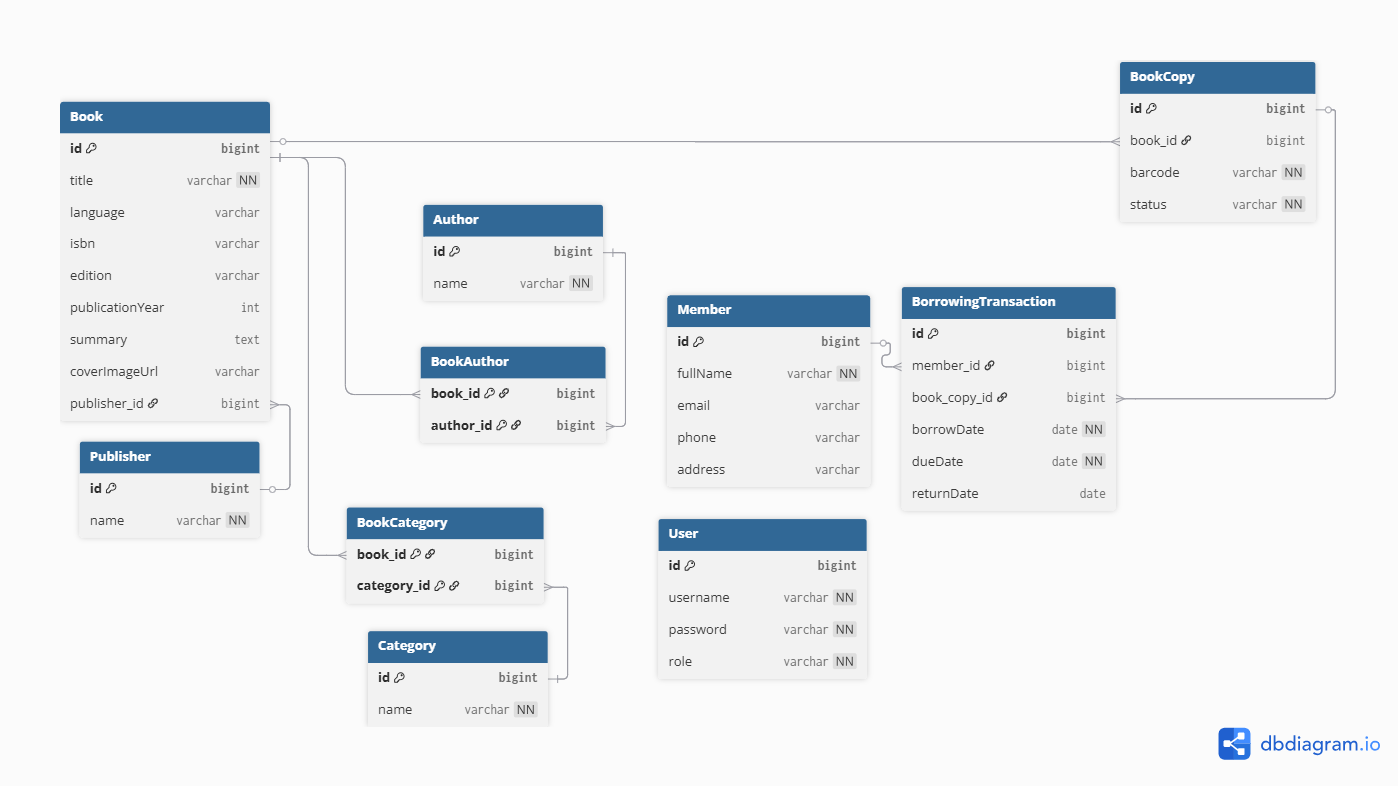 Book
id bigint
title varchar NN
language varchar
isbn varchar
edition varchar
publicationYear int
summary text
coverImageUrl varchar
publisher_id bigint
Publisher
id bigint
name varchar NN
Author
id bigint
name varchar NN
BookAuthor
book_id bigint
author_id bigint
BookCategory
book_id bigint
category_id bigint
Category
id bigint
name varchar NN
Member
id bigint
fullName varchar NN
email varchar
phone varchar
address varchar
User
id bigint
username varchar NN
password varchar NN
role varchar NN
BorrowingTransaction
id bigint
member_id bigint
book_copy_id bigint
borrowDate date NN
dueDate date NN
returnDate date
BookCopy
id bigint
book_id bigint
barcode varchar NN
status varchar NN
dbdiagram.io